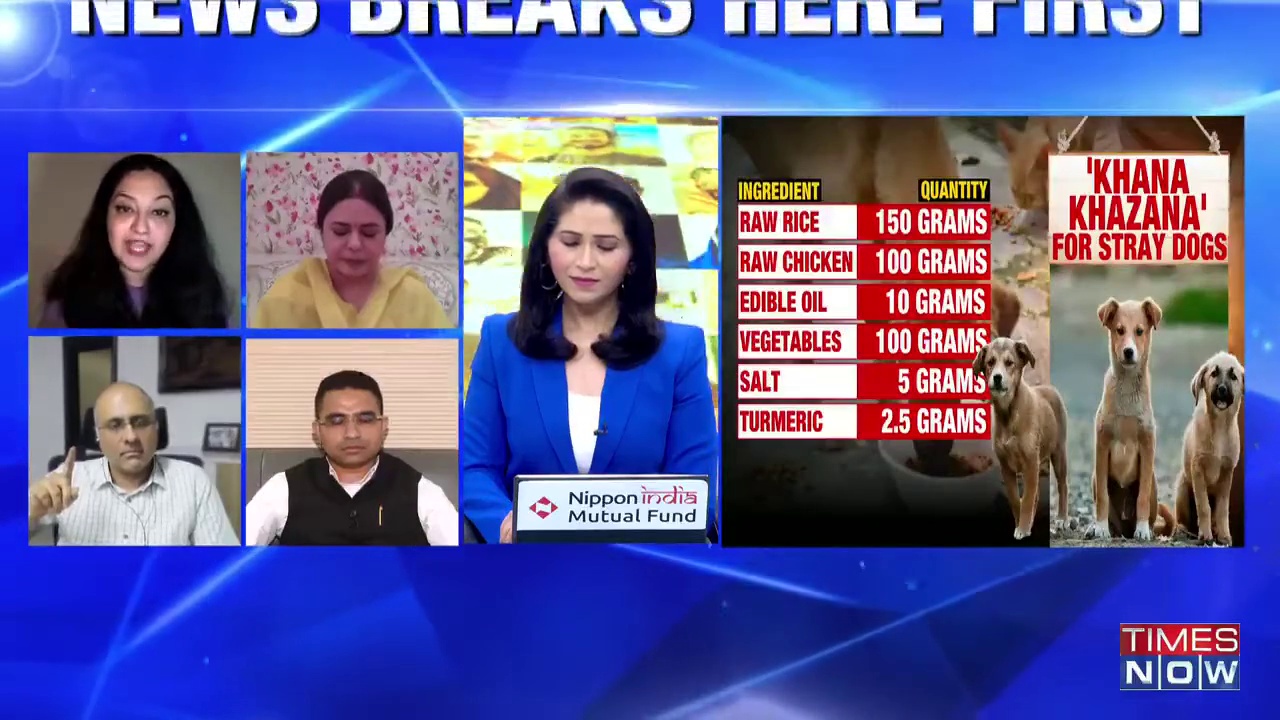 NEWS BREAKS HERE FIRST
INGREDIENT QUANTITY
RAW RICE 150 GRAMS
RAW CHICKEN 100 GRAMS
EDIBLE OIL 10 GRAMS
VEGETABLES 100 GRAMS
SALT 5 GRAMS
TURMERIC 2.5 GRAMS
'KHANA
KHAZANA'
FOR STRAY DOGS
Nippon india
Mutual Fund
TIMES
NOW